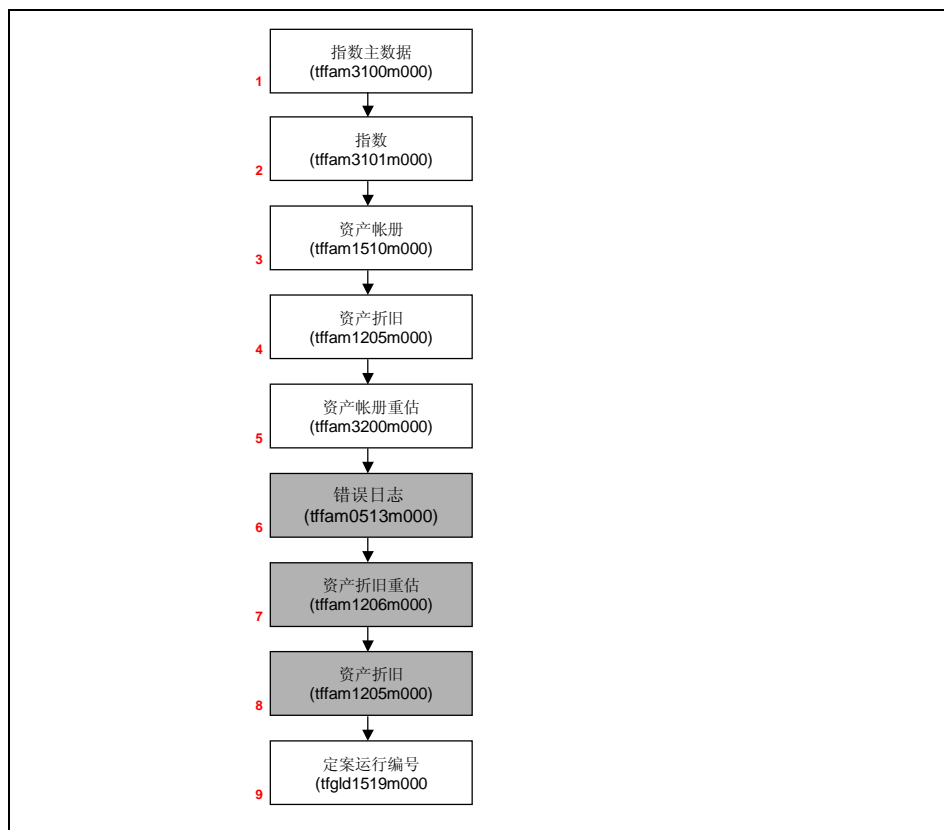 指数主数据
(tffam3100m000)
1
指数
(tffam3101m000)
2
资产帐册
(tffam1510m000)
3
资产折旧
(tffam1205m000)
4
资产帐册重估
(tffam3200m000)
5
错误日志
(tffam0513m000)
6
资产折旧重估
(tffam1206m000)
7
资产折旧
(tffam1205m000)
8
定案运行编号
(tfgld1519m000
9